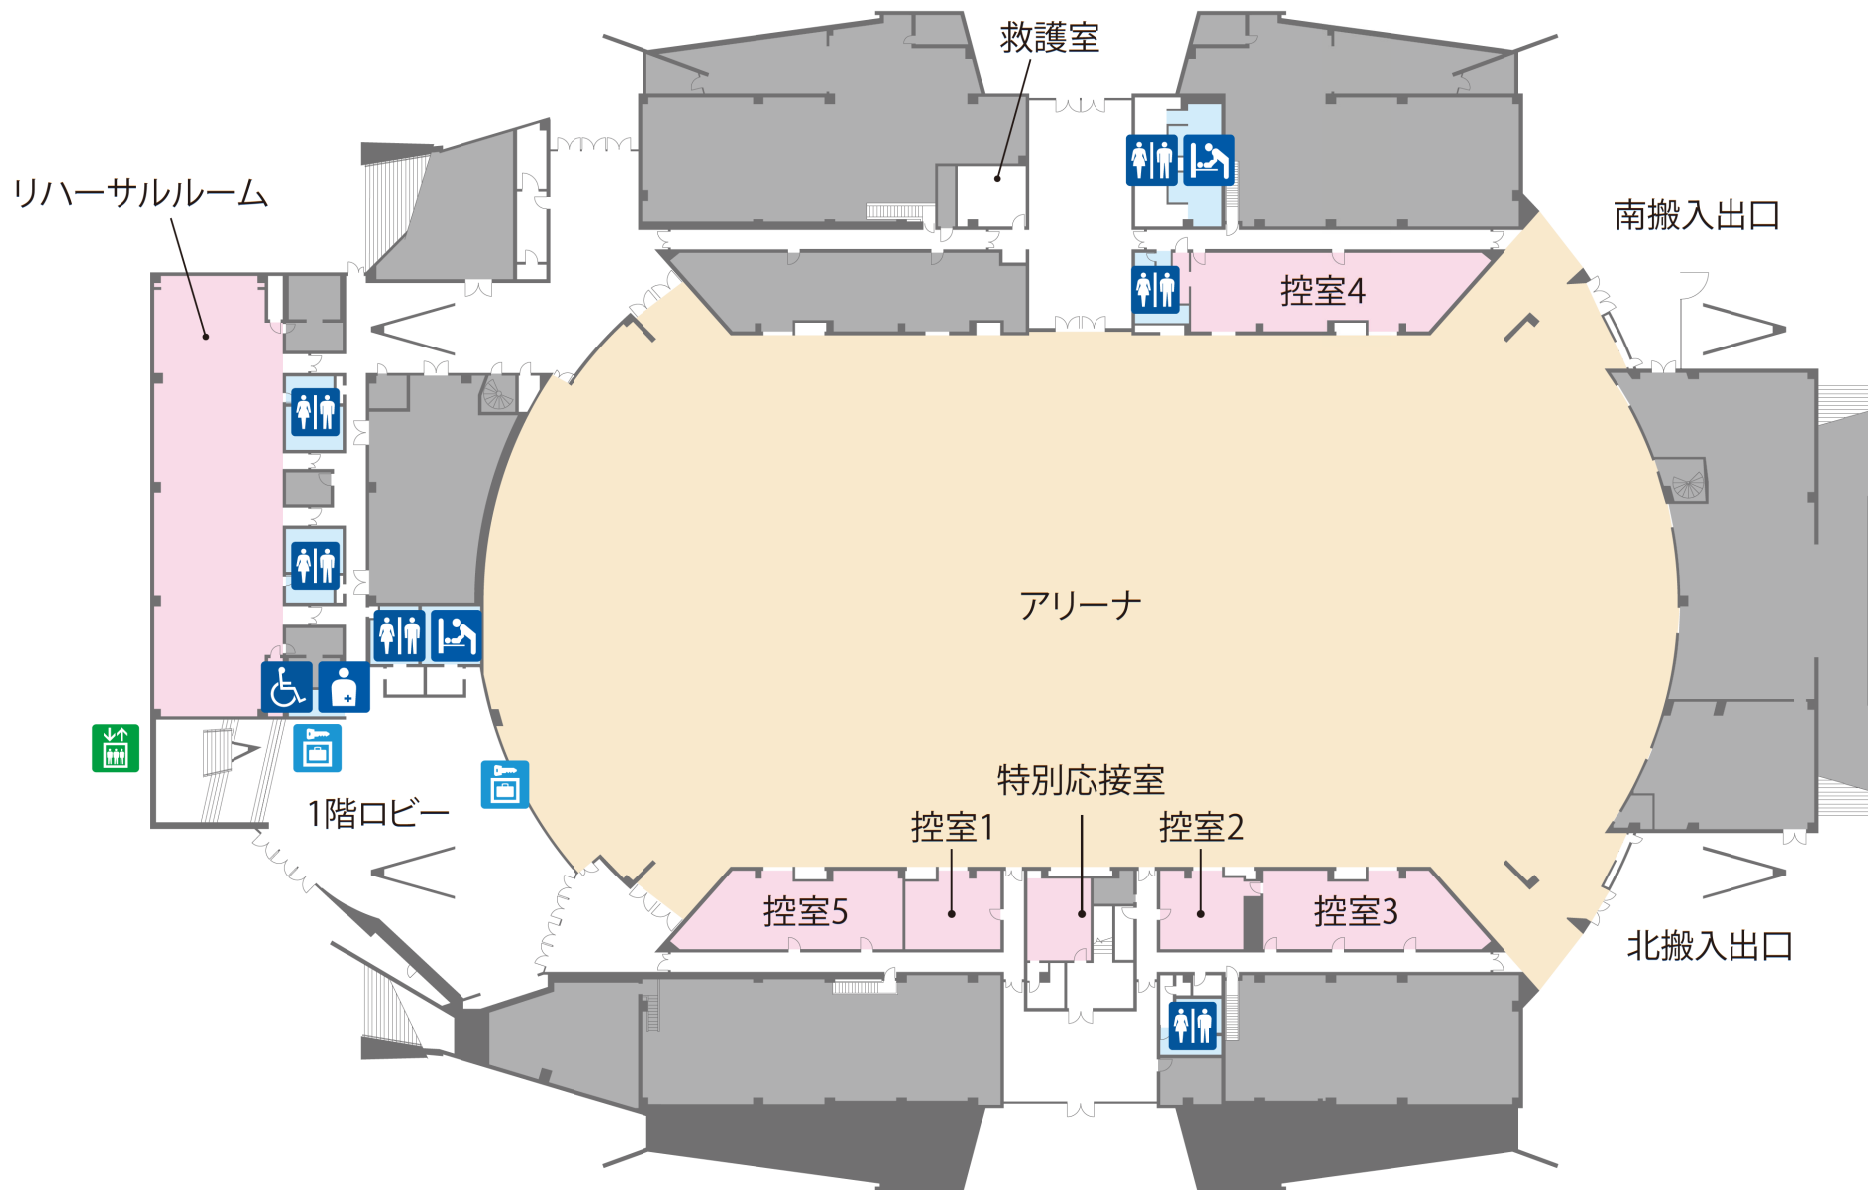 救護室
リハーサルルーム
南搬入出口
控室4
アリーナ
特別応接室
1階ロビー
控室1
控室2
控室5
控室3
北搬入出口